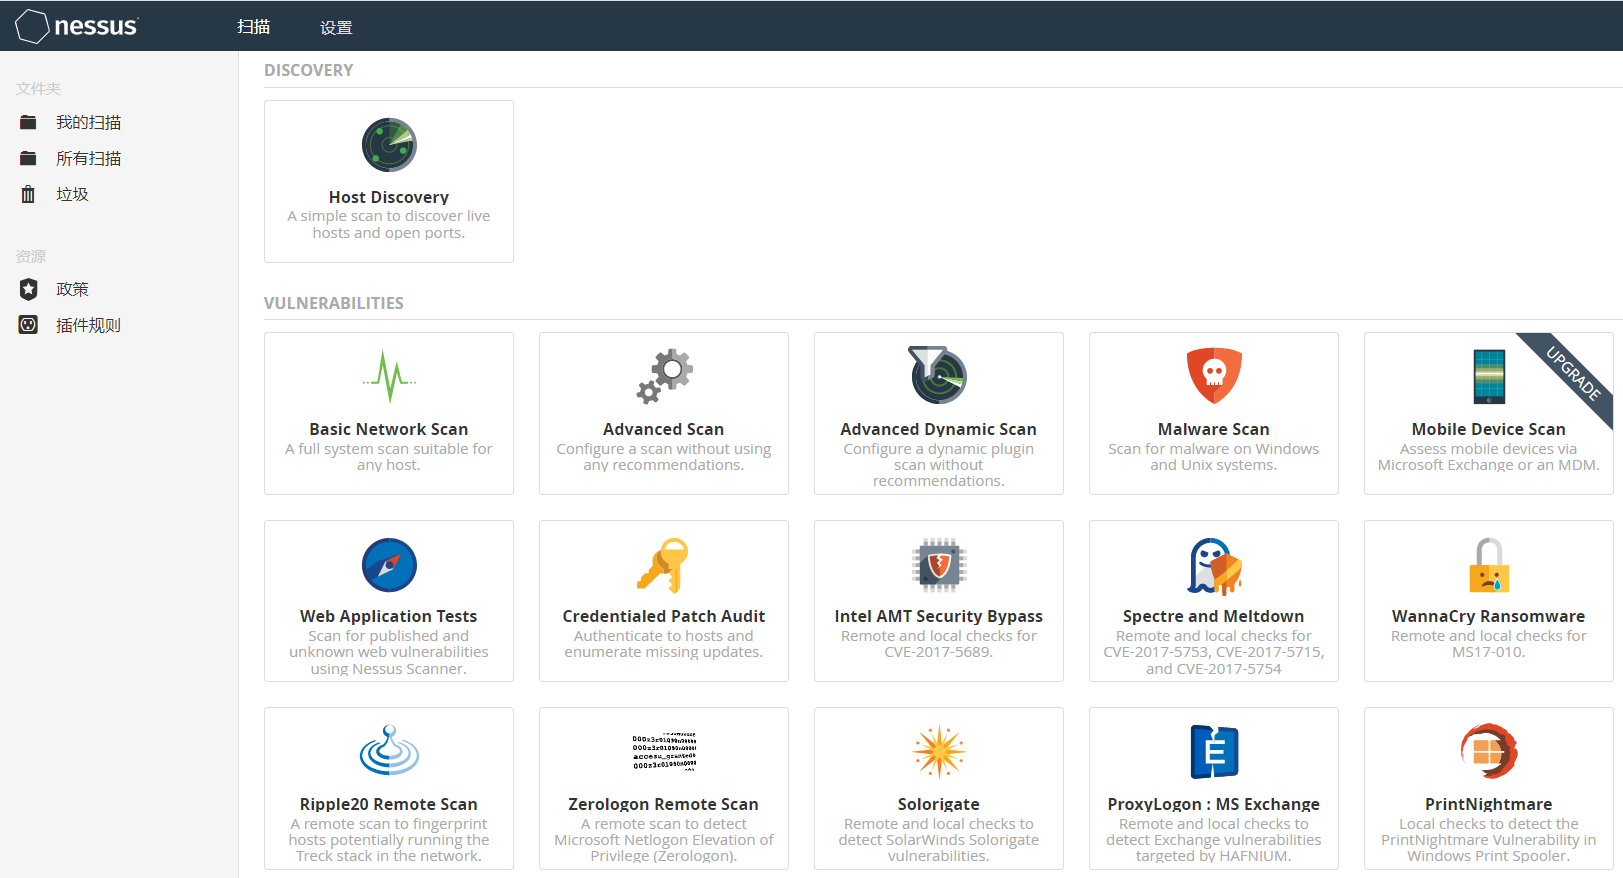 nessus
扫描
设置
文件夹
我的扫描
所有扫描
垃圾
资源
政策
插件规则
DISCOVERY
Host Discovery
A simple scan to discover live
hosts and open ports.
VULNERABILITIES
Basic Network Scan
A full system scan suitable for
any host.
Advanced Scan
Configure a scan without using
any recommendations.
Advanced Dynamic Scan
Configure a dynamic plugin
scan without
recommendations.
Malware Scan
Scan for malware on Windows
and Unix systems.
UPGRADE
Mobile Device Scan
Assess mobile devices via
Microsoft Exchange or an MDM.
Web Application Tests
Scan for published and
unknown web vulnerabilities
using Nessus Scanner.
Credentialed Patch Audit
Authenticate to hosts and
enumerate missing updates.
Intel AMT Security Bypass
Remote and local checks for
CVE-2017-5689.
Spectre and Meltdown
Remote and local checks for
CVE-2017-5753, CVE-2017-5715,
and CVE-2017-5754
WannaCry Ransomware
Remote and local checks for
MS17-010.
Ripple20 Remote Scan
A remote scan to fingerprint
hosts potentially running the
Treck stack in the network.
Zerologon Remote Scan
A remote scan to detect
Microsoft Netlogon Elevation of
Privilege (Zerologon).
Solorigate
Remote and local checks to
detect SolarWinds Solorigate
vulnerabilities.
E
ProxyLogon : MS Exchange
Remote and local checks to
detect Exchange vulnerabilities
targeted by HAFNIUM.
PrintNightmare
Local checks to detect the
PrintNightmare Vulnerability in
Windows Print Spooler.